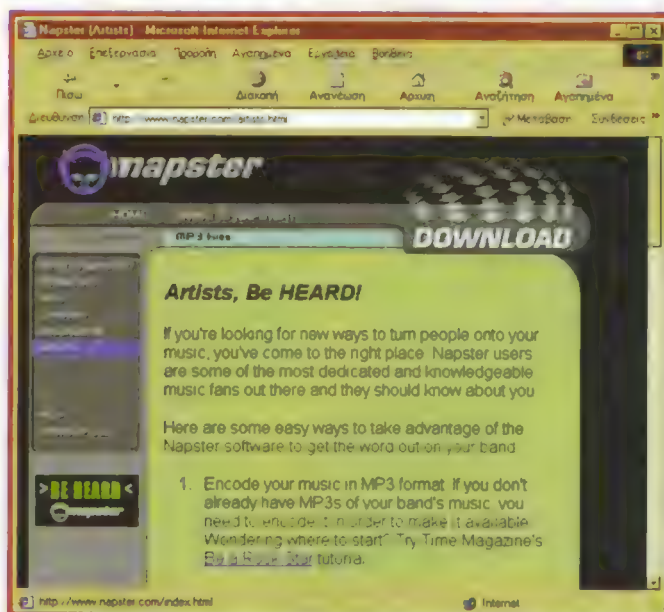 Napster [Artists] Microsoft Internet Explorer
Αρχείο Επεξεργασία Προβολή Αγαπημένα Εργαλεία Βοήθεια
Πίσω Διακοπή Ανανέωση Αρχική Αναζήτηση Αγαπημένα
Διεύθυνση http://www.napster.com/artists.html Μετάβαση Συνδέσεις
napster
HOME
MP3 files
DOWNLOAD
Artists, Be HEARD!
If you're looking for new ways to turn people onto your
music, you've come to the right place. Napster users
are some of the most dedicated and knowledgeable
music fans out there and they should know about you
Here are some easy ways to take advantage of the
Napster software to get the word out on your band
1. Encode your music in MP3 format. If you don't
already have MP3s of your band's music, you
need to encode it in order to make it available.
Wondering where to start? Try Time Magazine's
Be a Rock Star tutorial.
>BE HEARD<
napster
http://www.napster.com/index.html Internet